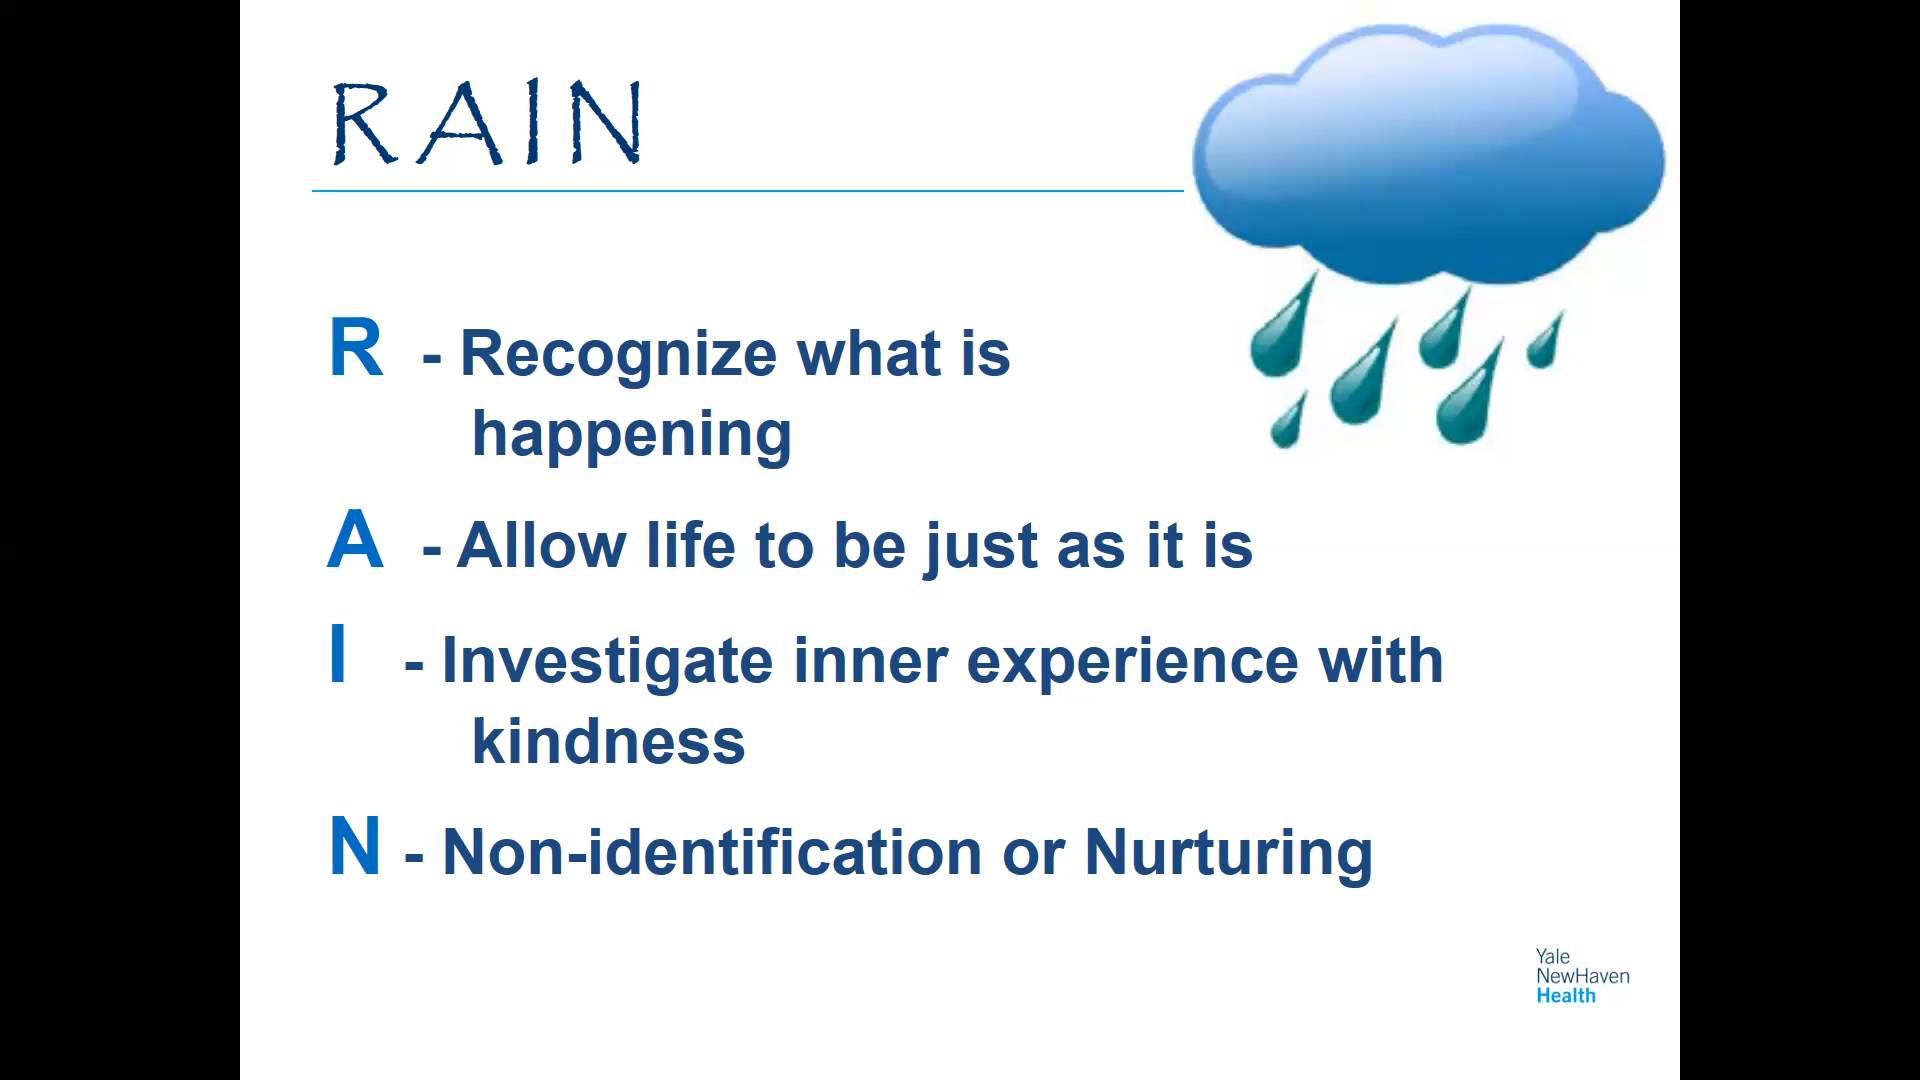 RAIN
R - Recognize what is
happening
A - Allow life to be just as it is
I - Investigate inner experience with
kindness
N - Non-identification or Nurturing
Yale
NewHaven
Health